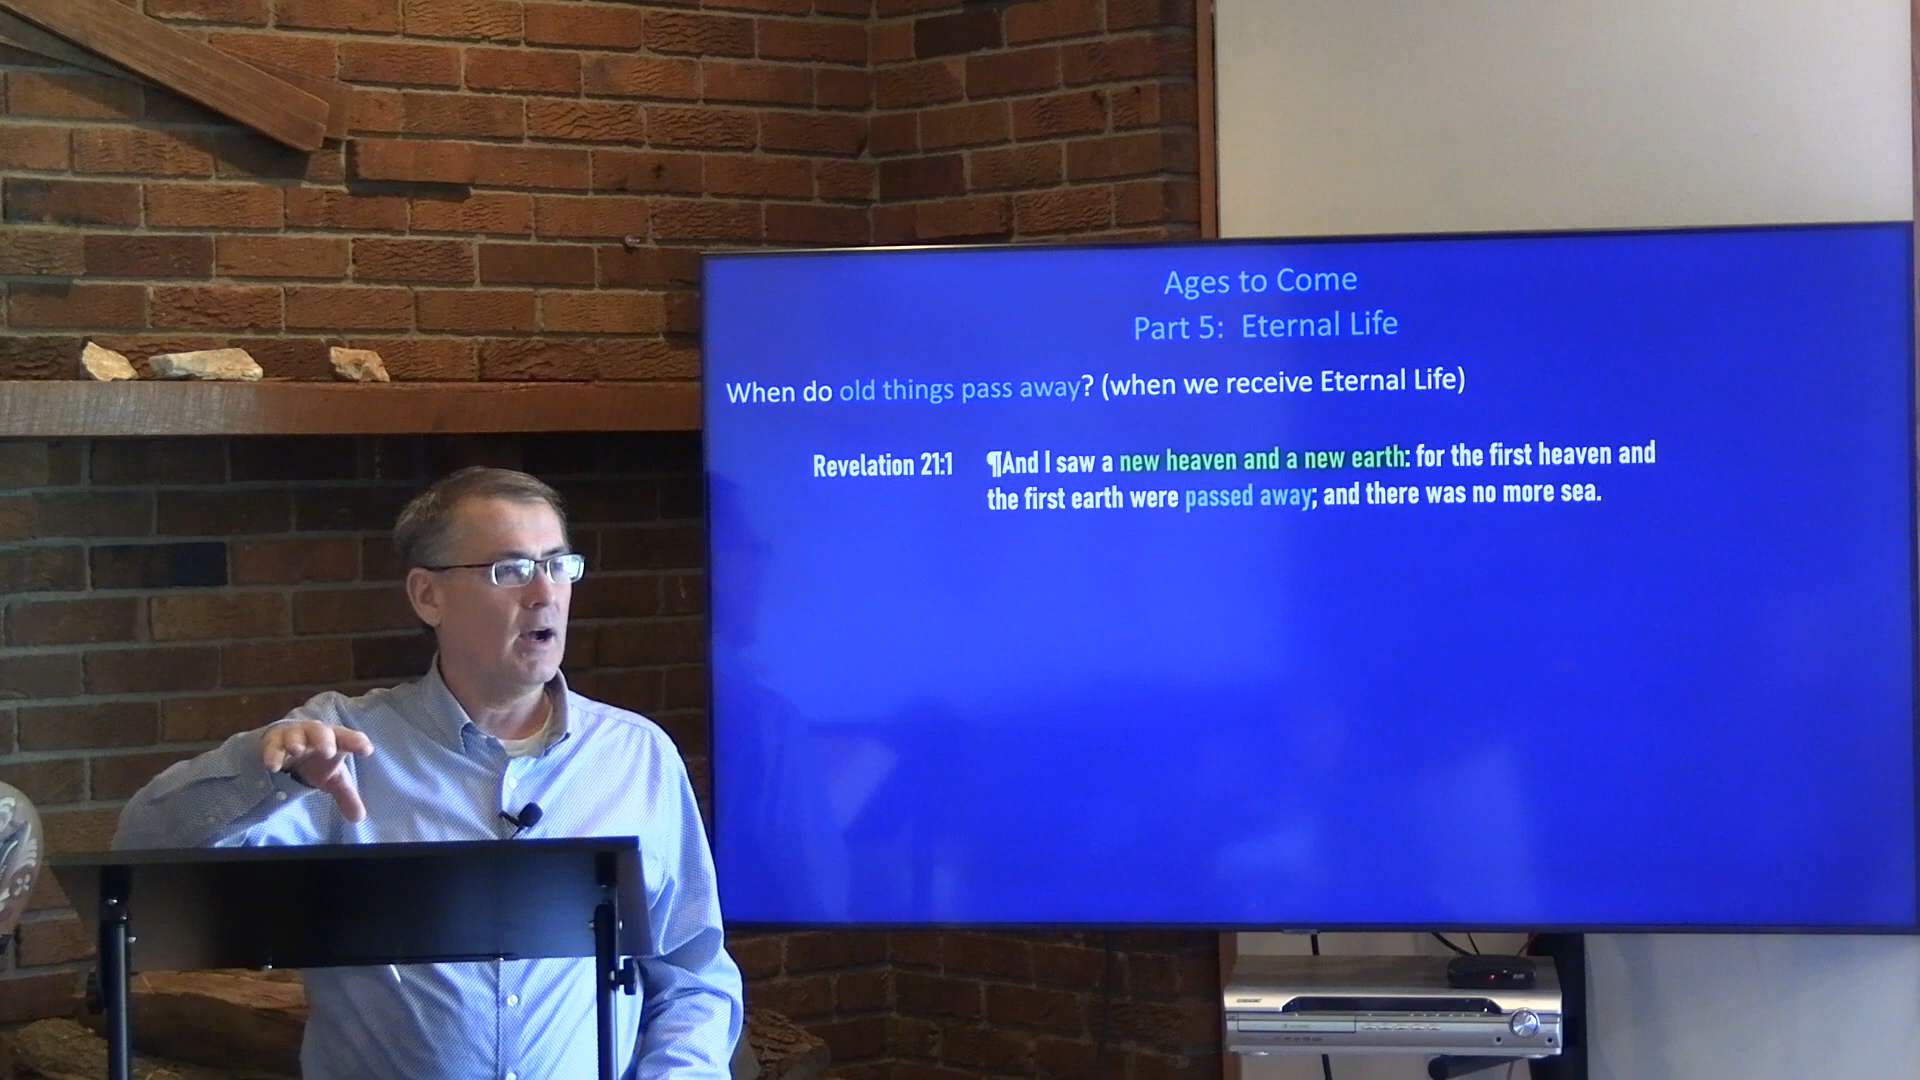 Ages to Come
Part 5: Eternal Life
When do old things pass away? (when we receive Eternal Life)
Revelation 21:1 ¶And I saw a new heaven and a new earth: for the first heaven and
the first earth were passed away; and there was no more sea.